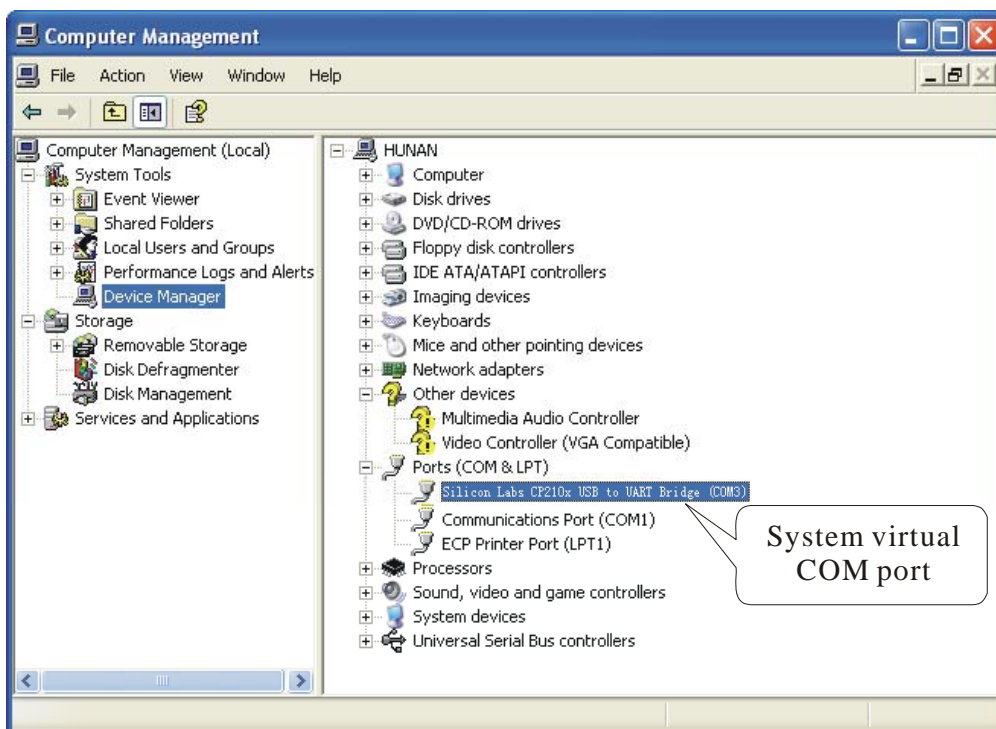 Computer Management
File Action View Window Help
Computer Management (Local)
System Tools
Event Viewer
Shared Folders
Local Users and Groups
Performance Logs and Alerts
Device Manager
Storage
Removable Storage
Disk Defragmenter
Disk Management
Services and Applications
HUNAN
Computer
Disk drives
DVD/CD-ROM drives
Floppy disk controllers
IDE ATA/ATAPI controllers
Imaging devices
Keyboards
Mice and other pointing devices
Network adapters
Other devices
Multimedia Audio Controller
Video Controller (VGA Compatible)
Ports (COM & LPT)
Silicon Labs CP210x USB to UART Bridge (COM3)
Communications Port (COM1)
ECP Printer Port (LPT1)
Processors
Sound, video and game controllers
System devices
Universal Serial Bus controllers
System virtual
COM port